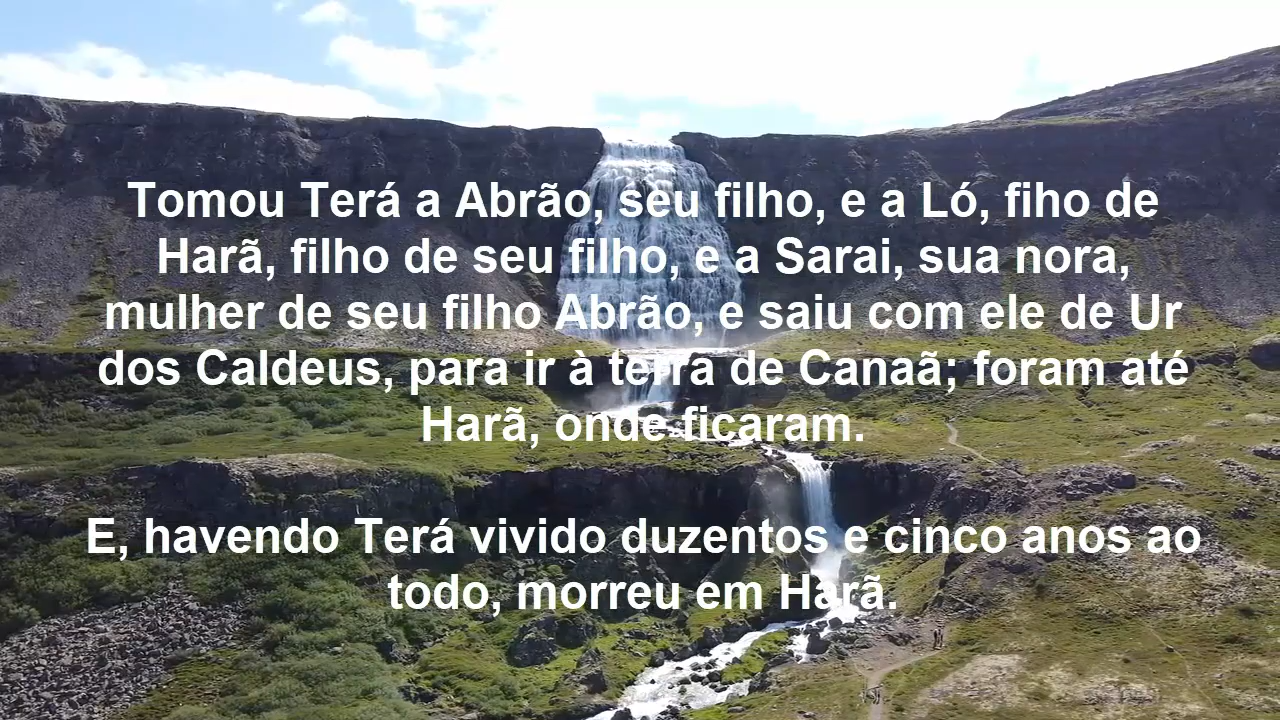 Tomou Terá a Abrão, seu filho, e a Ló, fiho de
Harã, filho de seu filho, e a Sarai, sua nora,
mulher de seu filho Abrão, e saiu com ele de Ur
dos Caldeus, para ir à terra de Canaã; foram até
Harã, onde ficaram.
E, havendo Terá vivido duzentos e cinco anos ao
todo, morreu em Harã.